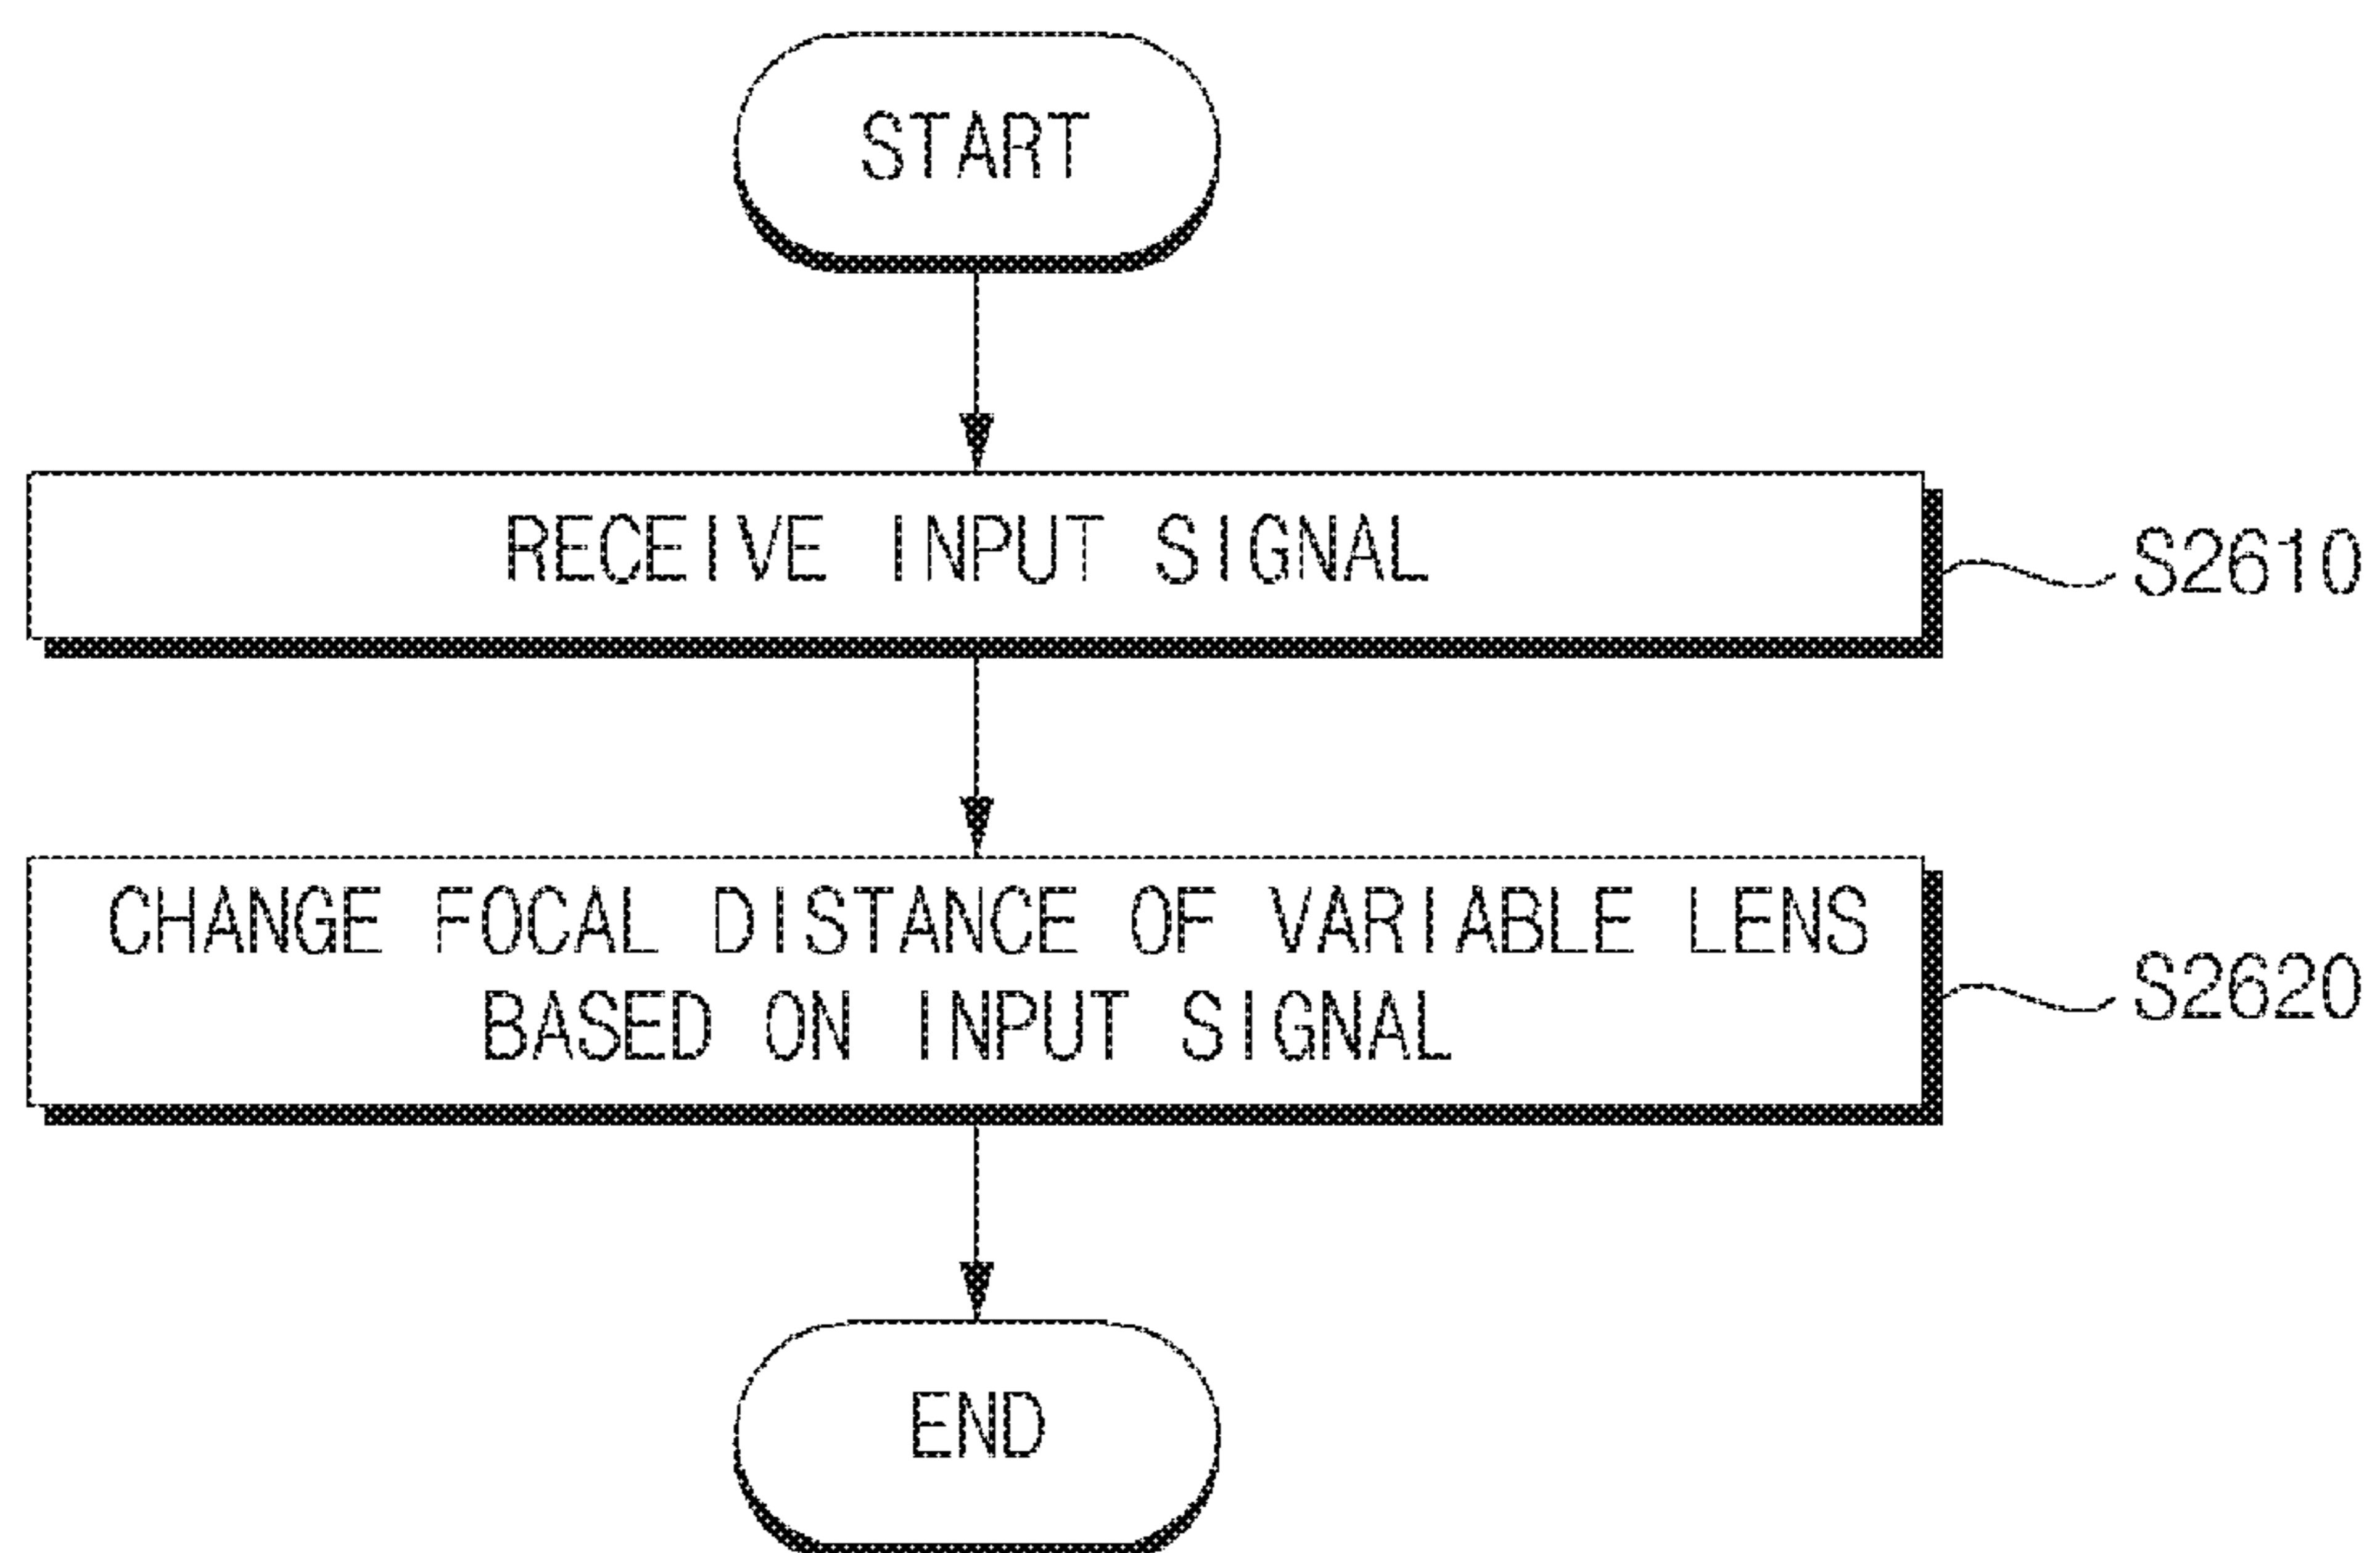 START
RECEIVE INPUT SIGNAL
S2610
CHANGE FOCAL DISTANCE OF VARIABLE LENS
BASED ON INPUT SIGNAL
S2620
END